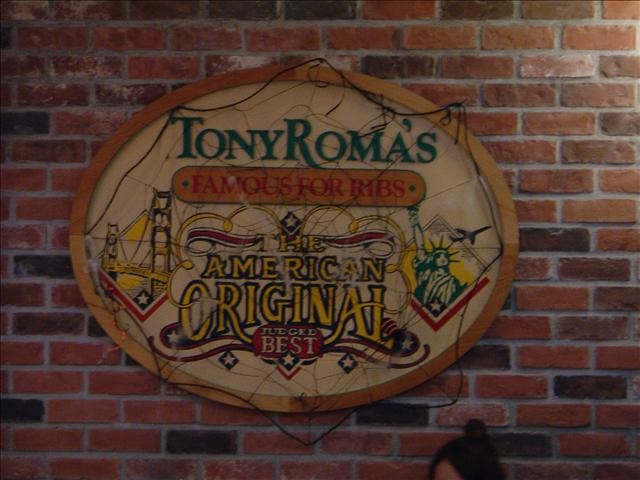 TONY ROMA'S
• FAMOUS FOR RIBS •
THE
AMERICAN
ORIGINAL
JUDGED
BEST